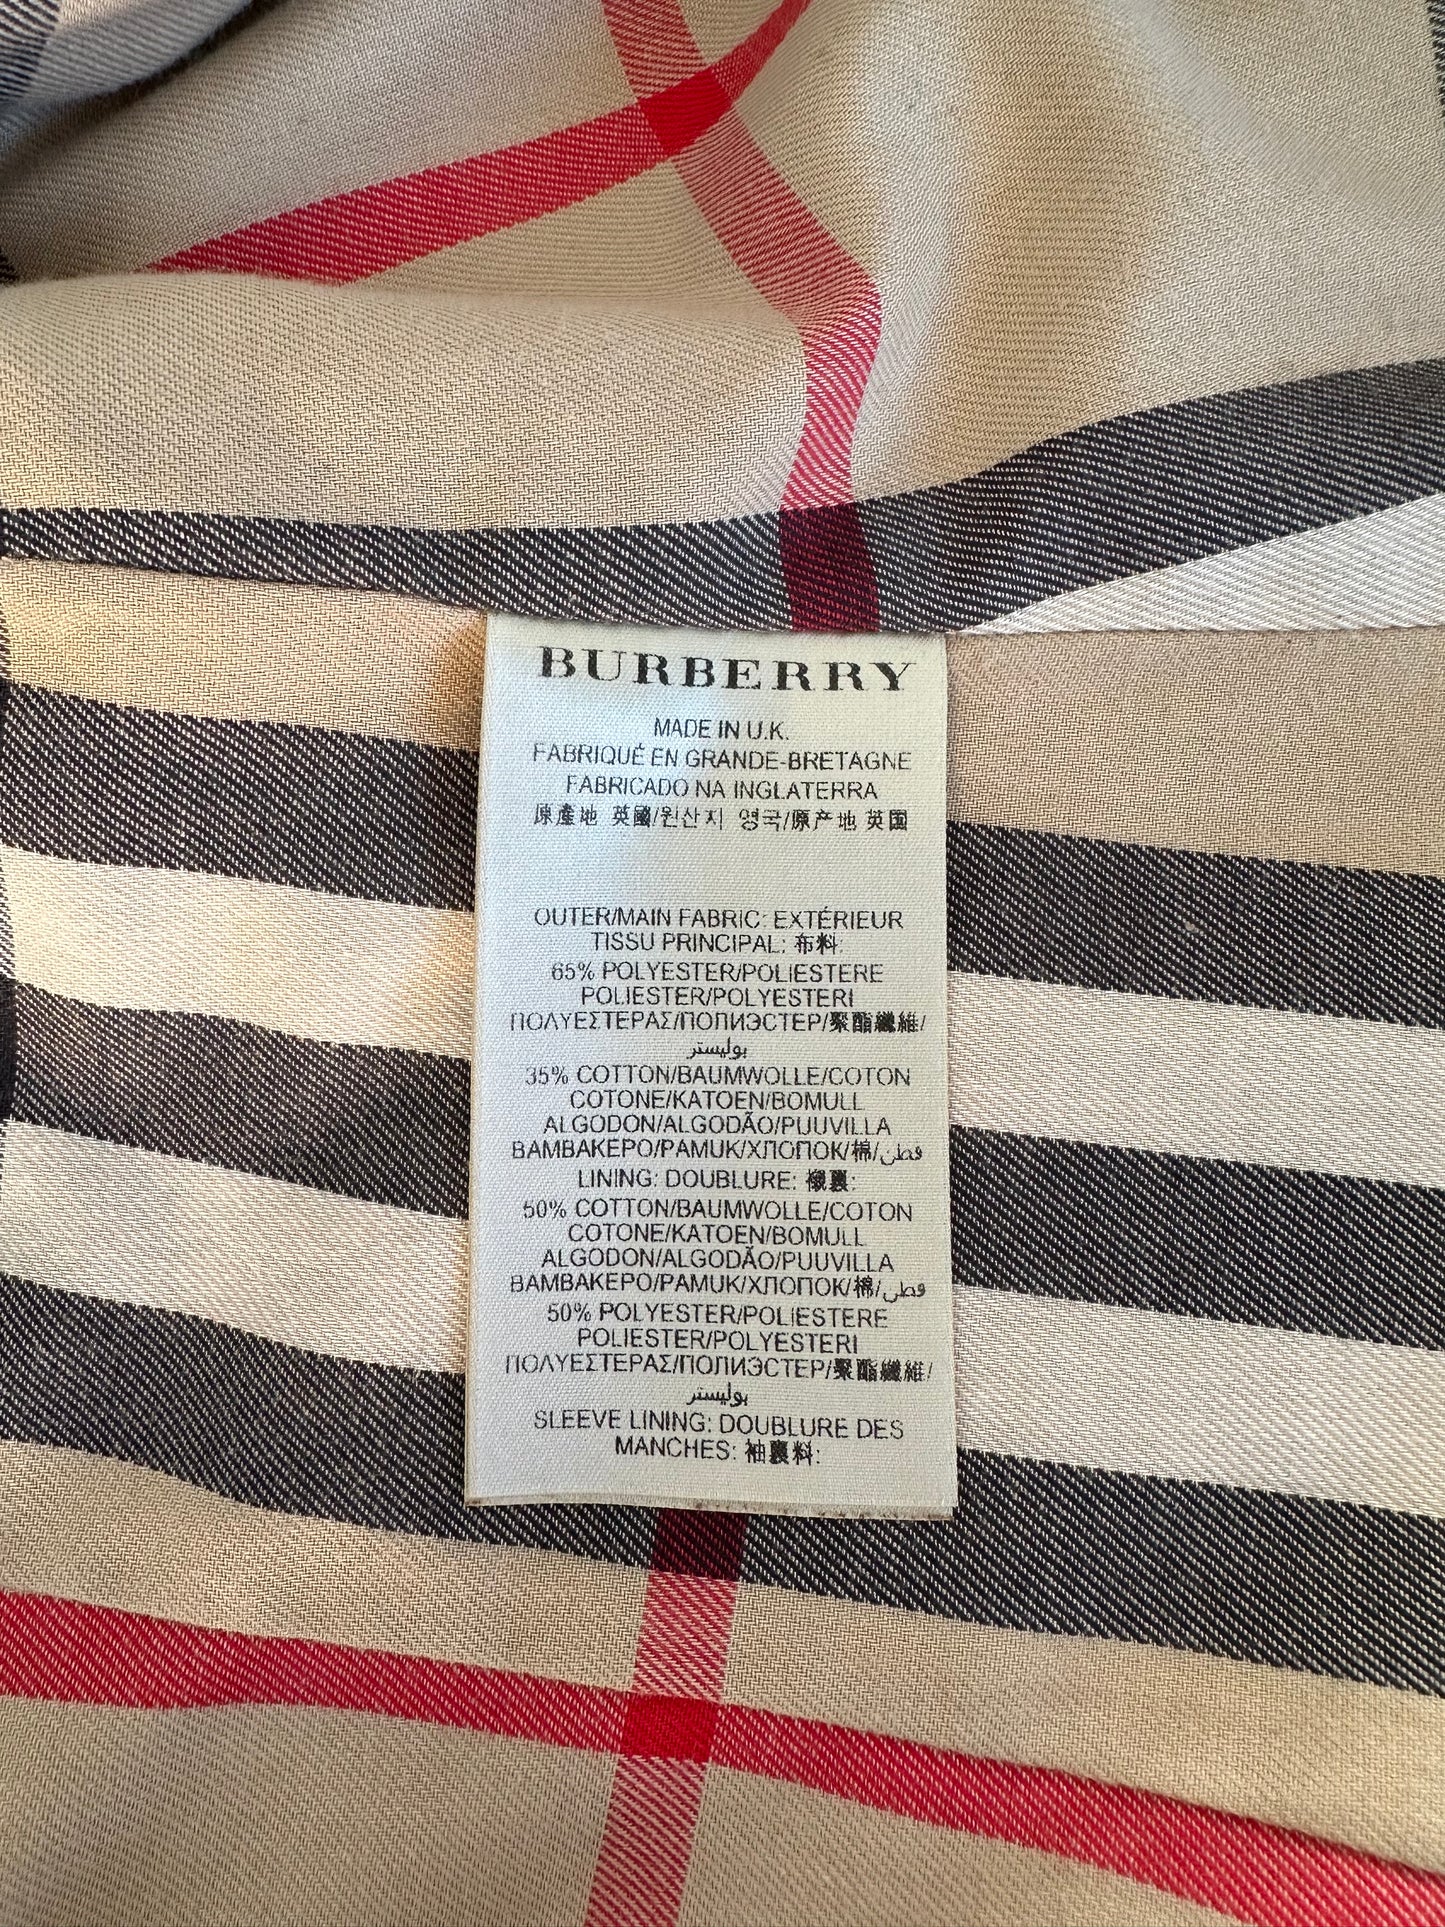 BURBERRY
MADE IN U.K.
FABRIQUÉ EN GRANDE-BRETAGNE
FABRICADO NA INGLATERRA
原產地 英國/원산지 영국/原产地 英国
OUTER/MAIN FABRIC: EXTÉRIEUR
TISSU PRINCIPAL: 布料:
65% POLYESTER/POLIESTERE
POLIESTER/POLYESTERI
ΠΟΛΥΕΣΤΕΡΑΣ/ПОЛИЭСТЕР/聚酯纖維/
بوليستر
35% COTTON/BAUMWOLLE/COTON
COTONE/KATOEN/BOMULL
ALGODON/ALGODÃO/PUUVILLA
ΒΑΜΒΑΚΕΡΟ/PAMUK/ХЛОПОК/棉/قطن
LINING: DOUBLURE: 襯裏:
50% COTTON/BAUMWOLLE/COTON
COTONE/KATOEN/BOMULL
ALGODON/ALGODÃO/PUUVILLA
ΒΑΜΒΑΚΕΡΟ/PAMUK/ХЛОПОК/棉/قطن
50% POLYESTER/POLIESTERE
POLIESTER/POLYESTERI
ΠΟΛΥΕΣΤΕΡΑΣ/ПОЛИЭСТЕР/聚酯纖維/
بوليستر
SLEEVE LINING: DOUBLURE DES
MANCHES: 袖裏料: